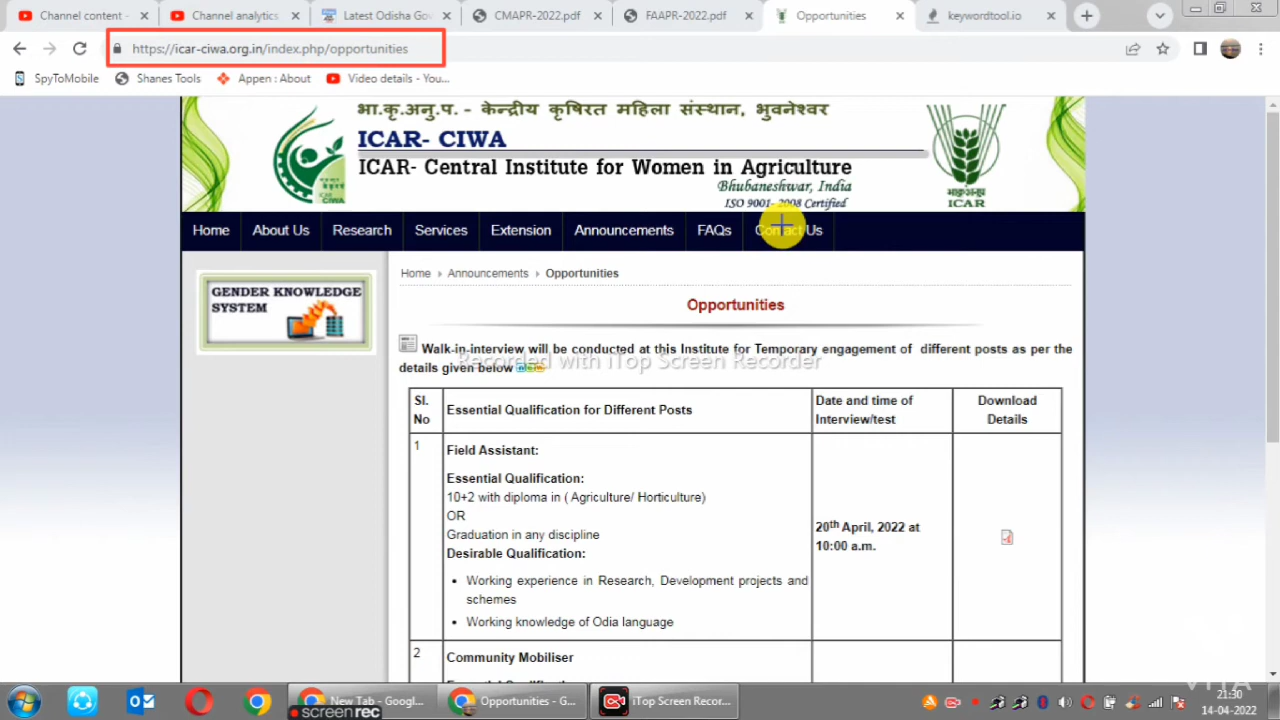 Channel content -
Channel analytics
Latest Odisha Gov
CMAPR-2022.pdf
FAAPR-2022.pdf
Opportunities
keywordtool.io
https://icar-ciwa.org.in/index.php/opportunities
SpyToMobile
Shanes Tools
Appen : About
Video details - You...
भा.कृ.अनु.प. - केन्द्रीय कृषिरत महिला संस्थान, भुवनेश्वर
ICAR- CIWA
ICAR- Central Institute for Women in Agriculture
Bhubaneshwar, India
ISO 9001- 2008 Certified
ICAR
Home
About Us
Research
Services
Extension
Announcements
FAQs
Contact Us
GENDER KNOWLEDGE
SYSTEM
Home › Announcements › Opportunities
Opportunities
Walk-in-interview will be conducted at this Institute for Temporary engagement of different posts as per the
details given below
Recorded with iTop Screen Recorder
Sl.
No
Essential Qualification for Different Posts
Date and time of
Interview/test
Download
Details
1
Field Assistant:
Essential Qualification:
10+2 with diploma in ( Agriculture/ Horticulture)
OR
Graduation in any discipline
Desirable Qualification:
• Working experience in Research, Development projects and
schemes
• Working knowledge of Odia language
20th April, 2022 at
10:00 a.m.
2
Community Mobiliser
New Tab - Googl...
Opportunities - G...
iTop Screen Recor...
screen rec
21:30
14-04-2022